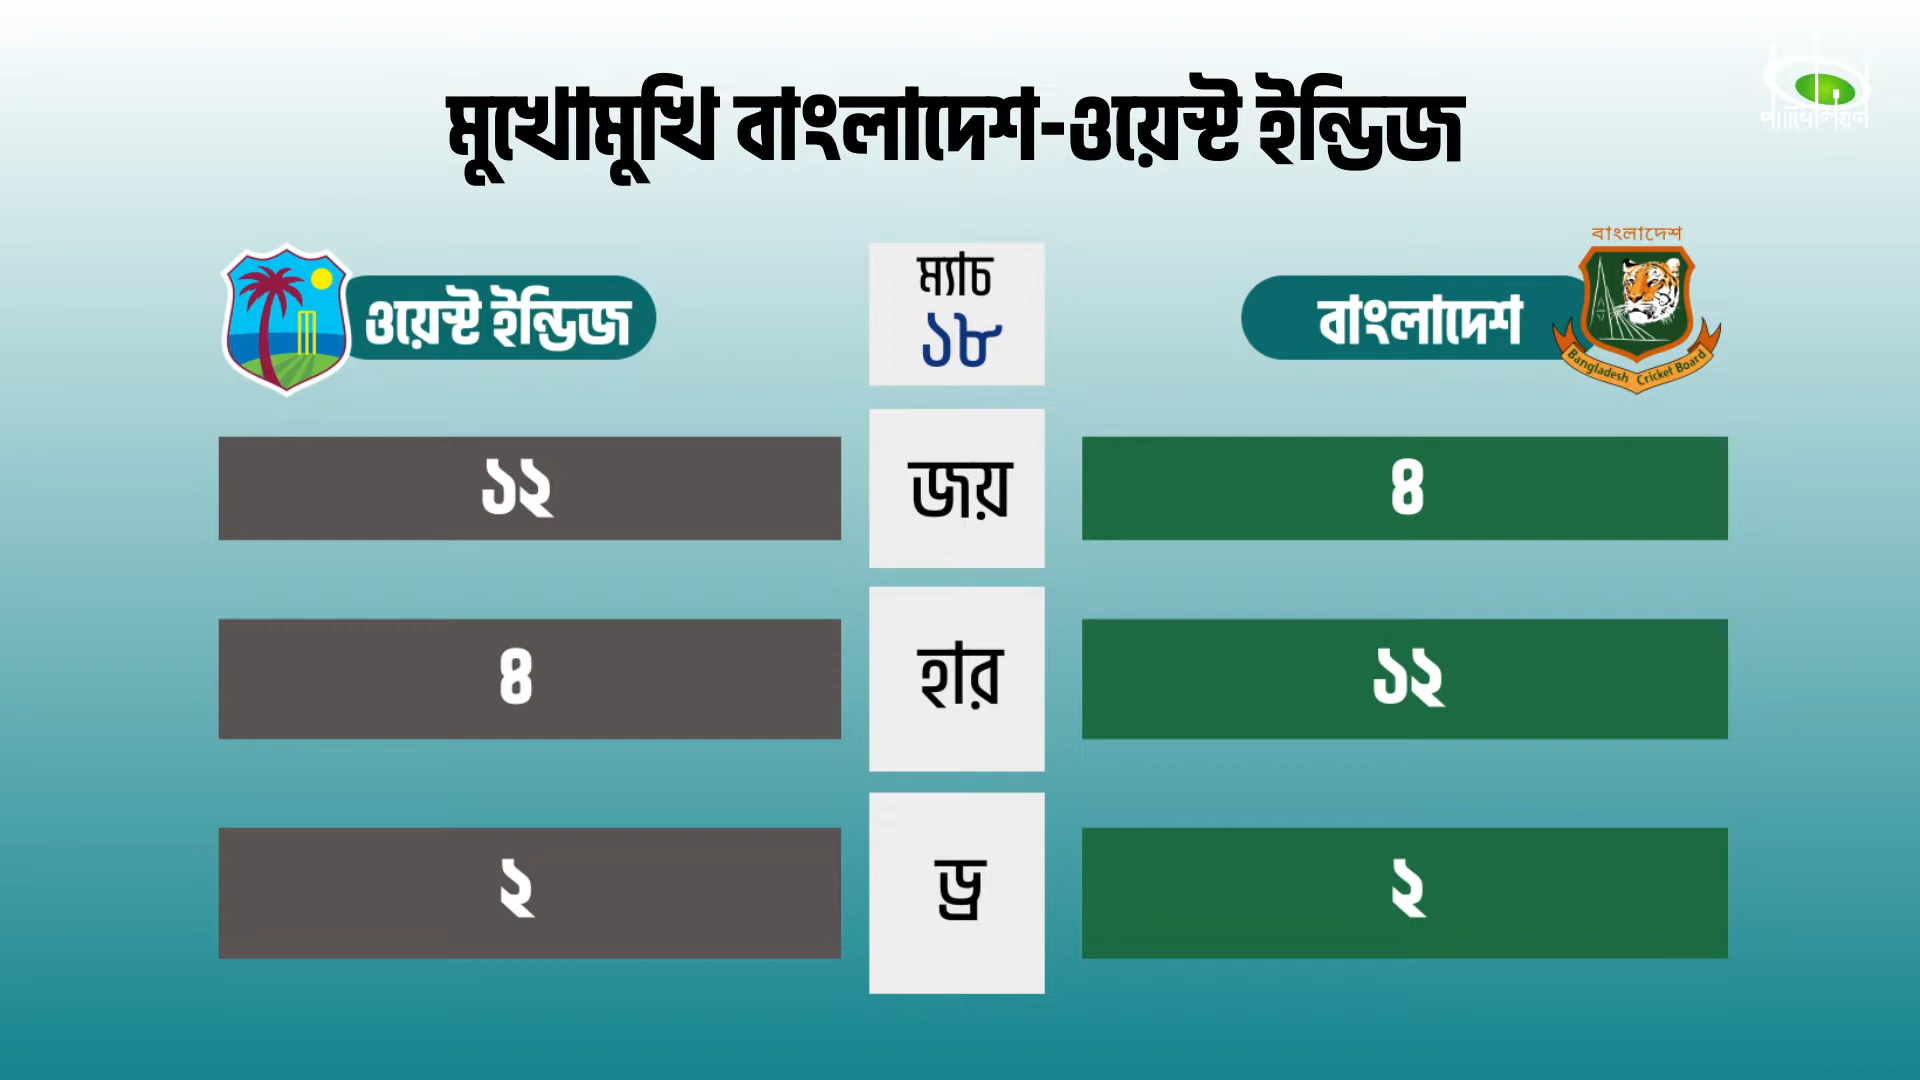 মুখোমুখি বাংলাদেশ-ওয়েস্ট ইন্ডিজ
প্যাভিলিয়ন
বাংলাদেশ
ওয়েস্ট ইন্ডিজ
ম্যাচ
১৮
বাংলাদেশ
Bangladesh Cricket Board
১২
জয়
৪
৪
হার
১২
২
ড্র
২